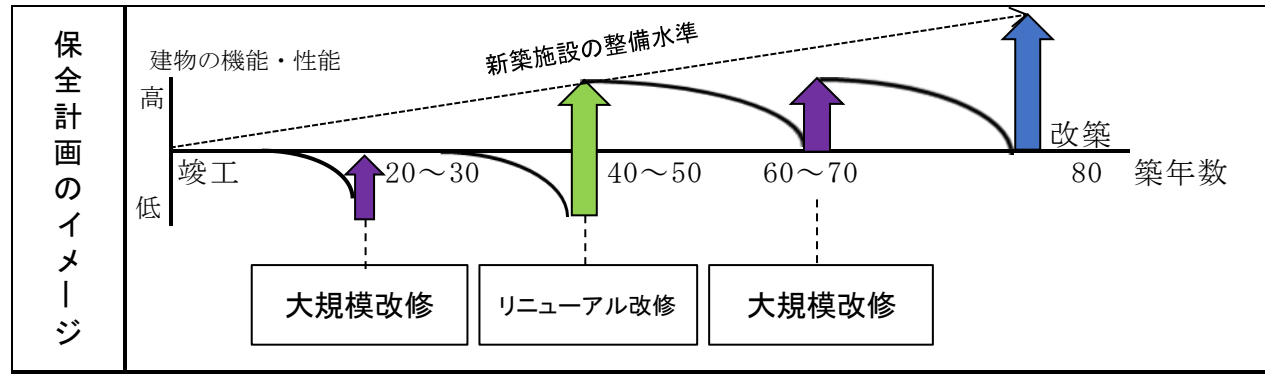 保全計画のイメージ
建物の機能・性能
新築施設の整備水準
高
低
竣工
20～30
40～50
60～70
80
改築
築年数
大規模改修
リニューアル改修
大規模改修